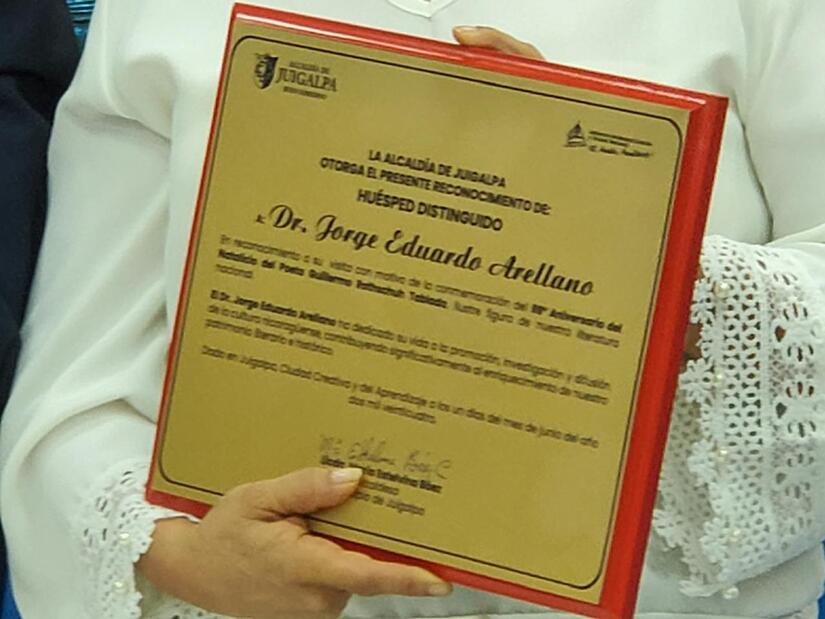 ALCALDÍA DE
JUIGALPA
LA ALCALDÍA DE JUIGALPA
OTORGA EL PRESENTE RECONOCIMIENTO DE:
HUÉSPED DISTINGUIDO
A: Dr. Jorge Eduardo Arellano
En reconocimiento a su visita con motivo de la conmemoración del Aniversario del
Natalicio del Poeta Guillermo Rothschuh Tablada, ilustre figura de nuestra literatura
nacional.
El Dr. Jorge Eduardo Arellano ha dedicado su vida a la promoción, investigación y difusión
de la cultura nicaragüense, contribuyendo significativamente al enriquecimiento de nuestro
patrimonio literario e histórico.
Dado en Juigalpa, Ciudad Creativa y del Aprendizaje a los un días del mes de junio del año
dos mil veinticuatro.
Báez
de Juigalpa